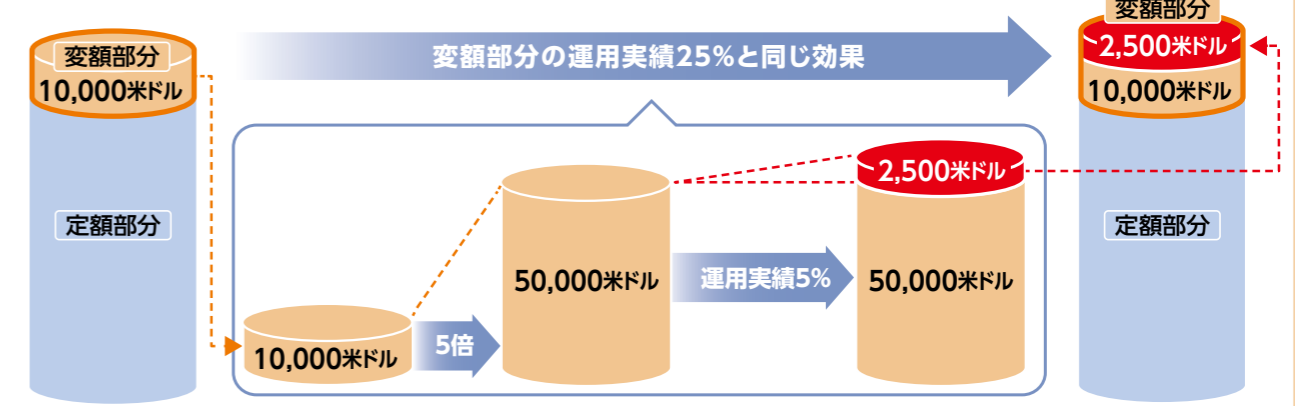 変額部分
10,000米ドル
定額部分
変額部分の運用実績25%と同じ効果
10,000米ドル
5倍
50,000米ドル
運用実績5%
2,500米ドル
50,000米ドル
変額部分
2,500米ドル
10,000米ドル
定額部分